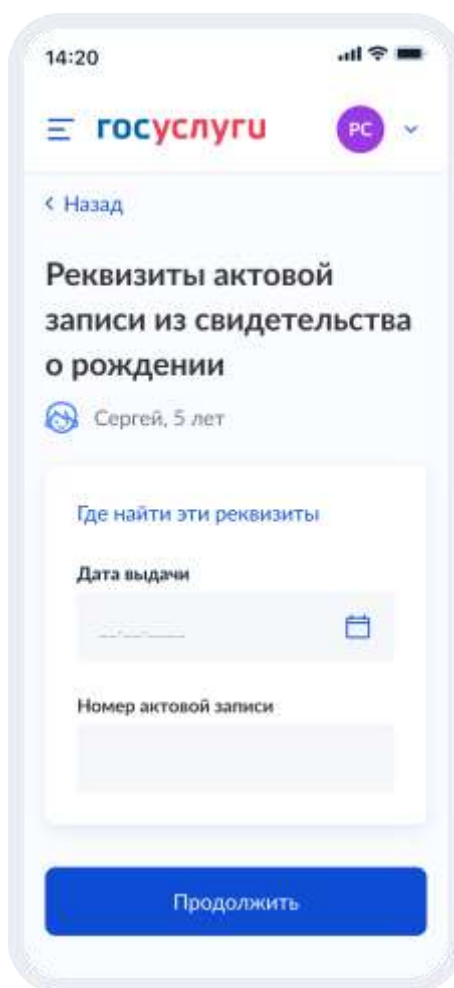 14:20
госуслуги
РС
Назад
Реквизиты актовой
записи из свидетельства
о рождении
Сергей, 5 лет
Где найти эти реквизиты
Дата выдачи
__.__.____
Номер актовой записи
Продолжить